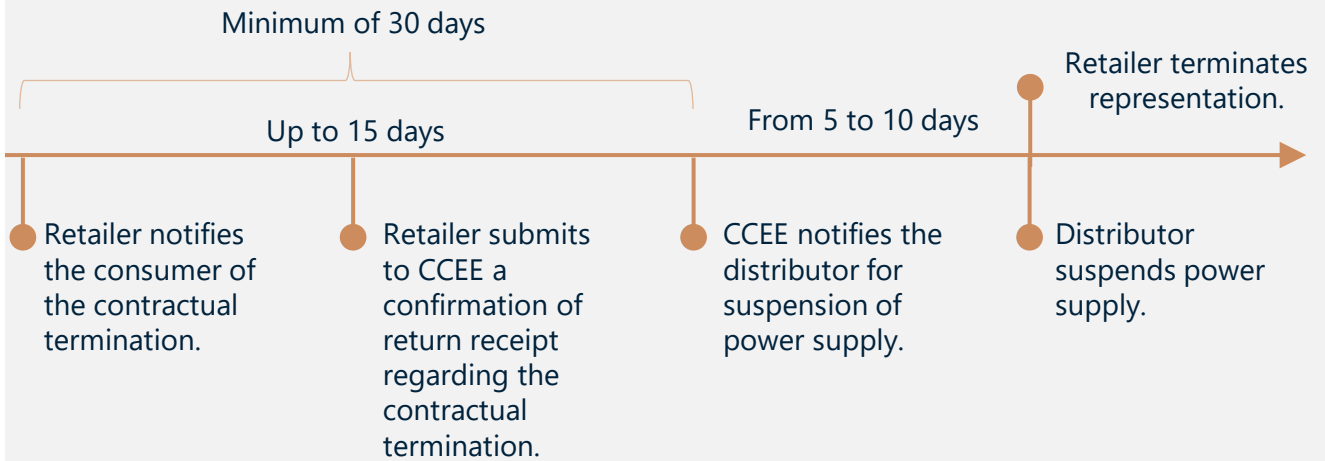 Minimum of 30 days
Up to 15 days
From 5 to 10 days
Retailer terminates
representation.
Retailer notifies
the consumer of
the contractual
termination.
Retailer submits
to CCEE a
confirmation of
return receipt
regarding the
contractual
termination.
CCEE notifies the
distributor for
suspension of
power supply.
Distributor
suspends power
supply.